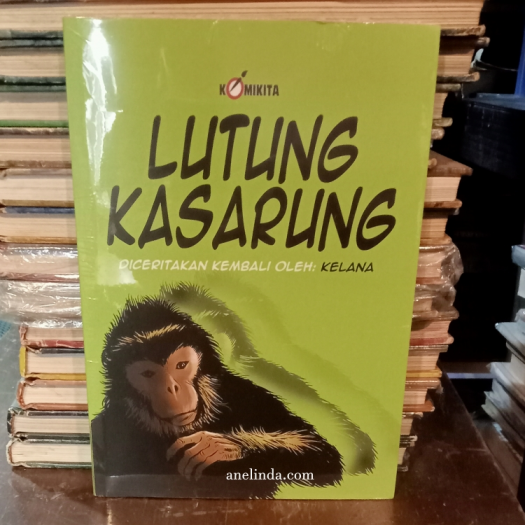 KOMIKITA
LUTUNG
KASARUNG
DICERITAKAN KEMBALI OLEH: KELANA
anelinda.com